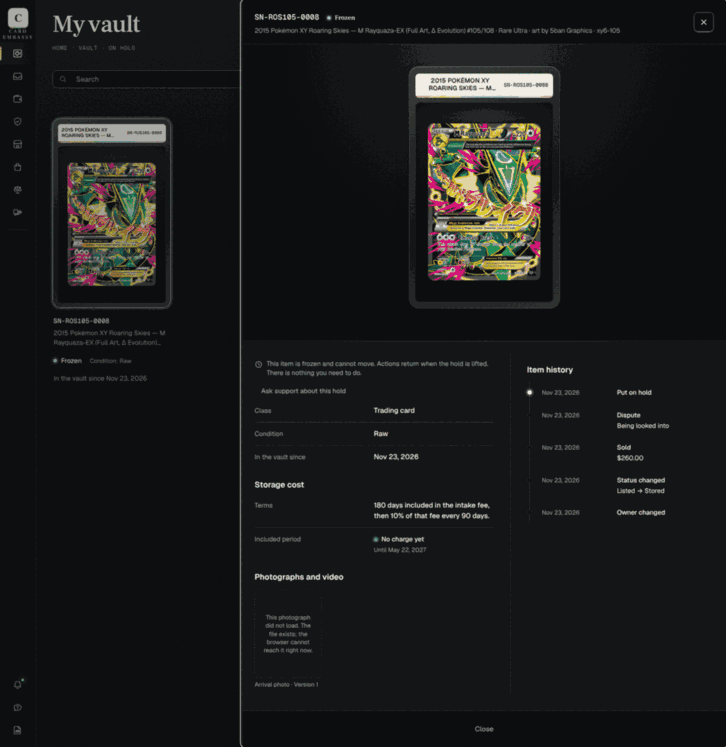 C
CARD
EMBASSY
My vault
HOME · VAULT · ON HOLD
Search
2015 POKÉMON XY
ROARING SKIES — M...
SN-ROS105-0008
SN-ROS105-0008
2015 Pokémon XY Roaring Skies — M
Rayquaza-EX (Full Art, Δ Evolution)...
Frozen
Condition: Raw
In the vault since Nov 23, 2026
SN-ROS105-0008
Frozen
2015 Pokémon XY Roaring Skies — M Rayquaza-EX (Full Art, Δ Evolution) #105/108 · Rare Ultra · art by 5ban Graphics · xy6-105
2015 POKÉMON XY
ROARING SKIES — M...
SN-ROS105-0008
This item is frozen and cannot move. Actions return when the hold is lifted.
There is nothing you need to do.
Ask support about this hold
Class
Trading card
Condition
Raw
In the vault since
Nov 23, 2026
Storage cost
Terms
180 days included in the intake fee,
then 10% of that fee every 90 days.
Included period
No charge yet
Until May 22, 2027
Photographs and video
This photograph
did not load. The
file exists; the
browser cannot
reach it right now.
Arrival photo · Version 1
Item history
Nov 23, 2026
Put on hold
Nov 23, 2026
Dispute
Being looked into
Nov 23, 2026
Sold
$260.00
Nov 23, 2026
Status changed
Listed → Stored
Nov 23, 2026
Owner changed
Close